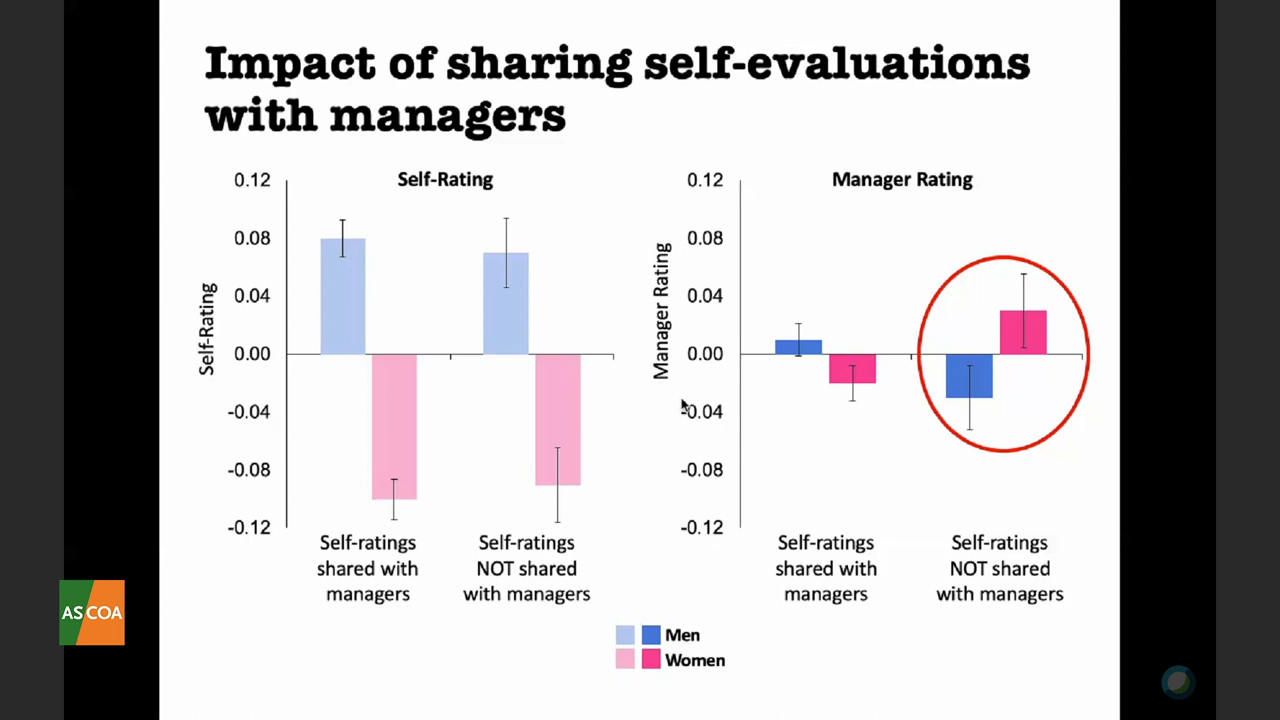 Impact of sharing self-evaluations
with managers
Self-Rating
0.12
0.08
0.04
0.00
-0.04
-0.08
-0.12
Self-Rating
Self-ratings
shared with
managers
Self-ratings
NOT shared
with managers
Manager Rating
0.12
0.08
0.04
0.00
-0.04
-0.08
-0.12
Manager Rating
Self-ratings
shared with
managers
Self-ratings
NOT shared
with managers
Men
Women
AS COA